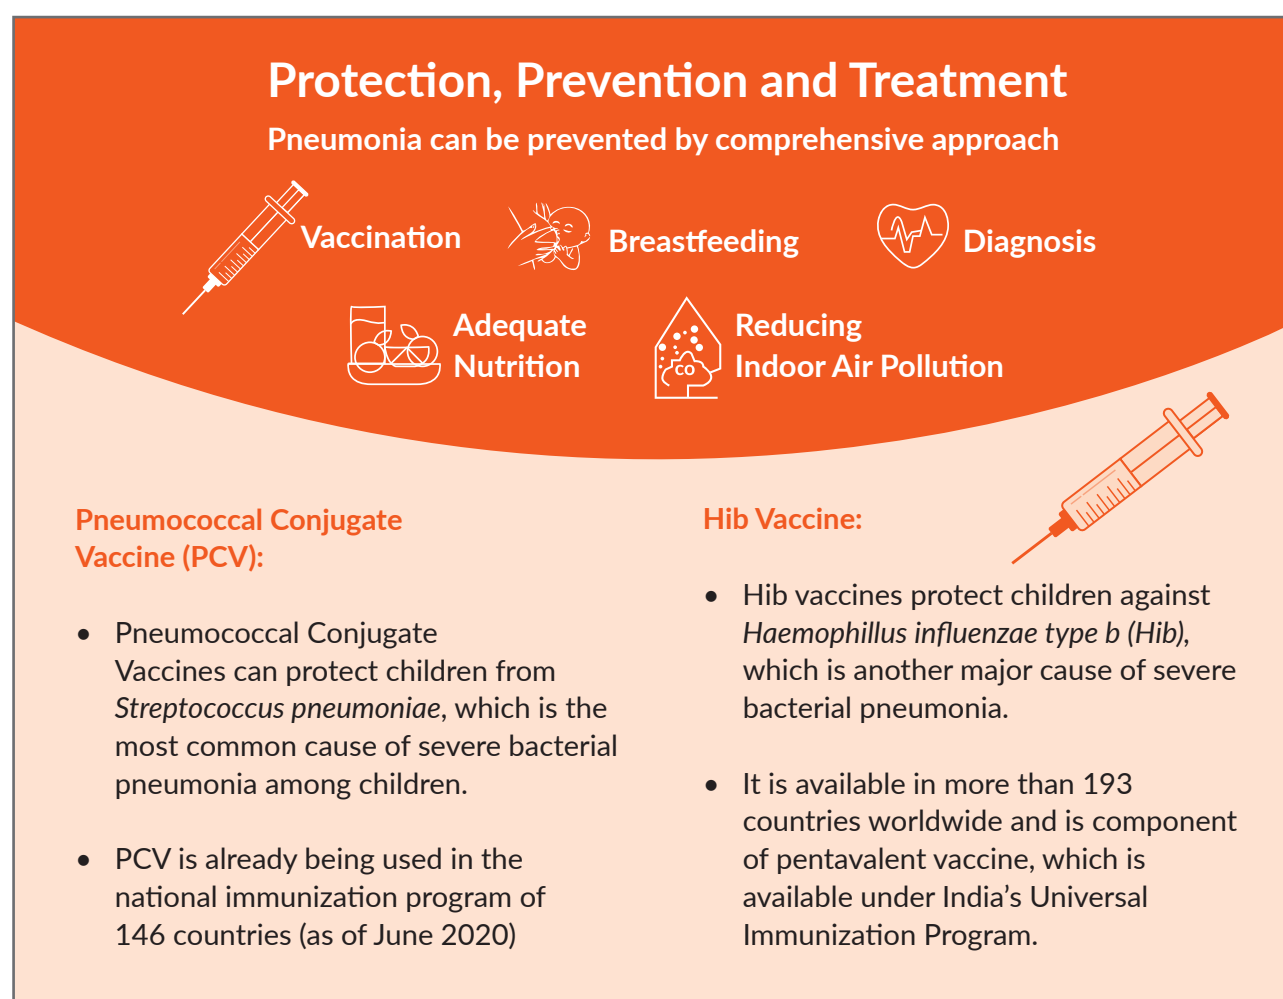 Protection, Prevention and Treatment
Pneumonia can be prevented by comprehensive approach
Vaccination
Breastfeeding
Diagnosis
Adequate
Nutrition
CO
Reducing
Indoor Air Pollution
Pneumococcal Conjugate
Vaccine (PCV):
• Pneumococcal Conjugate
Vaccines can protect children from
Streptococcus pneumoniae, which is the
most common cause of severe bacterial
pneumonia among children.
• PCV is already being used in the
national immunization program of
146 countries (as of June 2020)
Hib Vaccine:
• Hib vaccines protect children against
Haemophillus influenzae type b (Hib),
which is another major cause of severe
bacterial pneumonia.
• It is available in more than 193
countries worldwide and is component
of pentavalent vaccine, which is
available under India's Universal
Immunization Program.